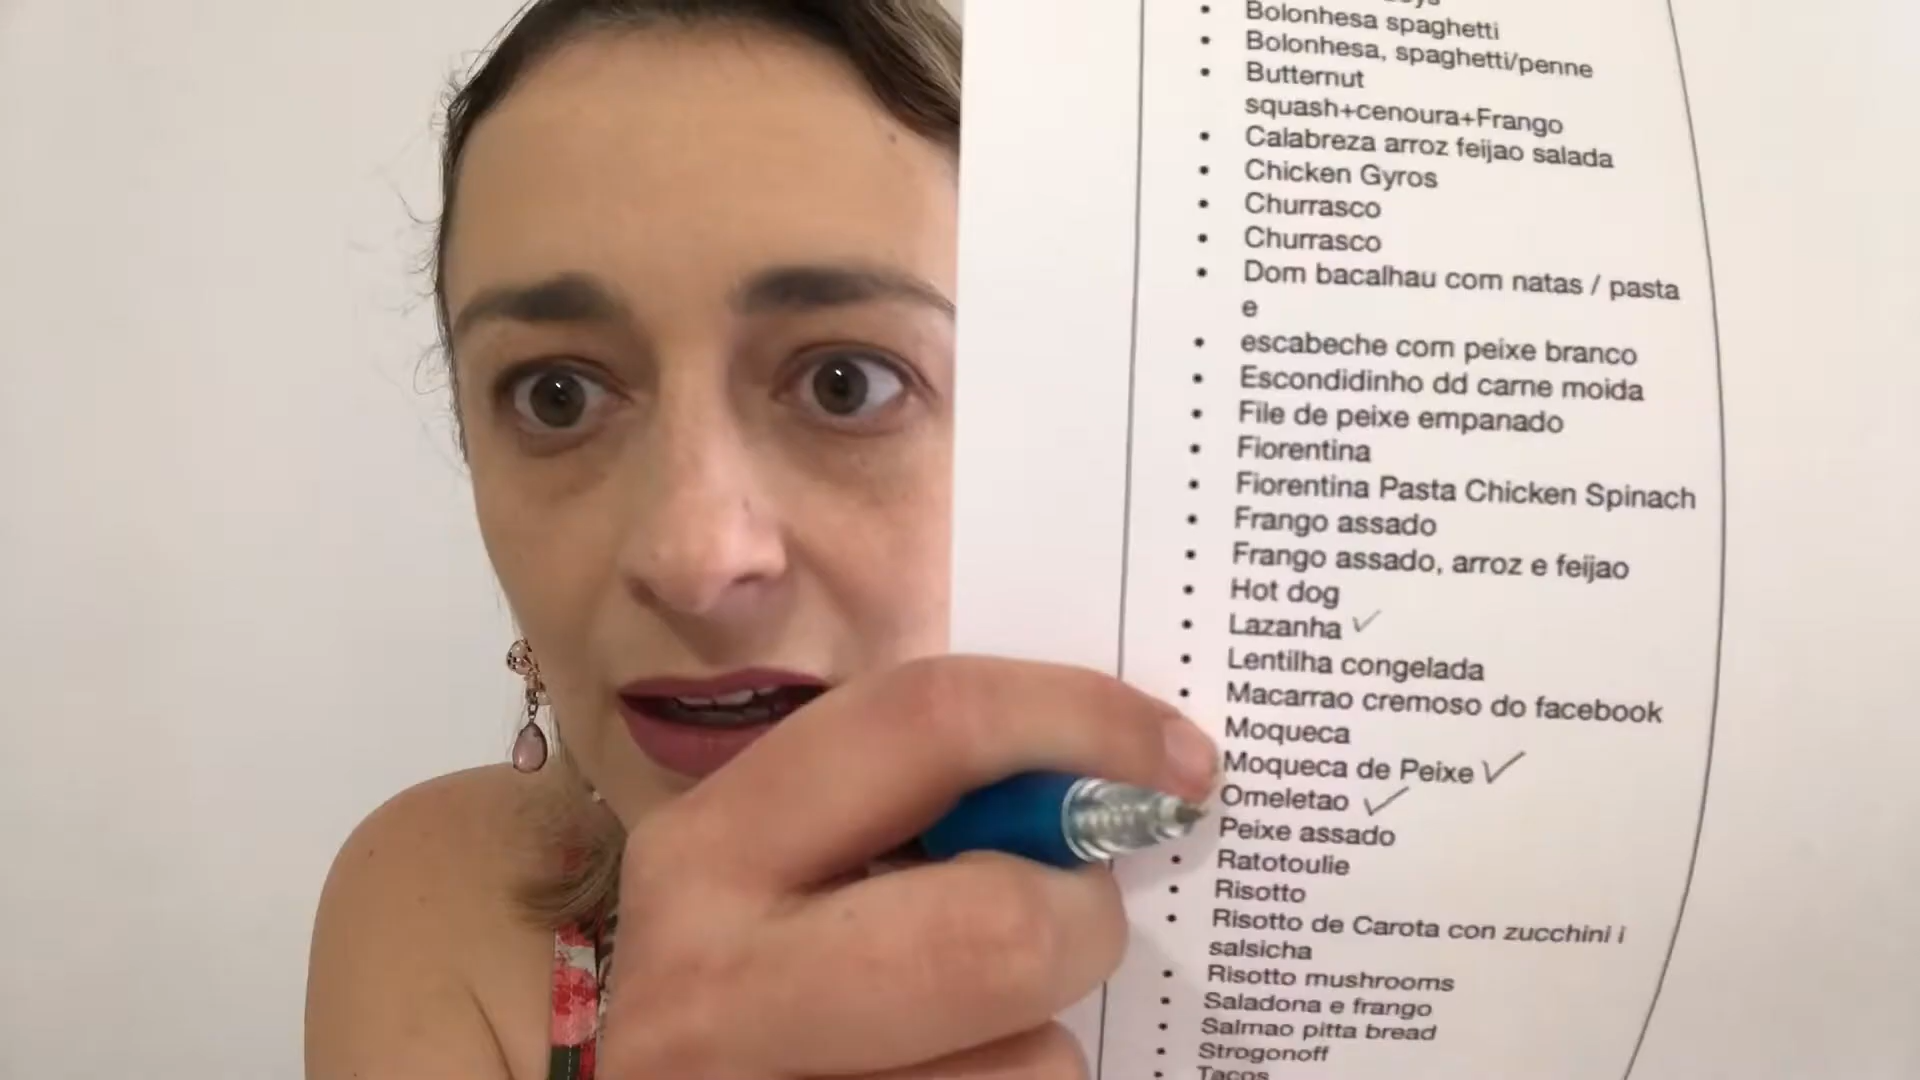 Bolonhesa spaghetti
Bolonhesa, spaghetti/penne
Butternut
squash+cenoura+Frango
Calabreza arroz feijao salada
Chicken Gyros
Churrasco
Churrasco
Dom bacalhau com natas / pasta
e
escabeche com peixe branco
Escondidinho dd carne moida
File de peixe empanado
Fiorentina
Fiorentina Pasta Chicken Spinach
Frango assado
Frango assado, arroz e feijao
Hot dog
Lazanha
Lentilha congelada
Macarrao cremoso do facebook
Moqueca
Moqueca de Peixe
Omeletao
Peixe assado
Ratotoulie
Risotto
Risotto de Carota con zucchini i
salsicha
Risotto mushrooms
Saladona e frango
Salmao pitta bread
Strogonoff
Tacos